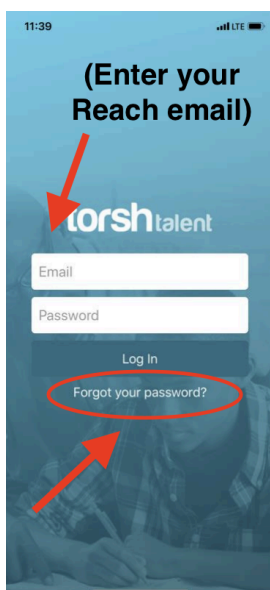 11:39 LTE
(Enter your
Reach email)
torshtalent
Email
Password
Log In
Forgot your password?